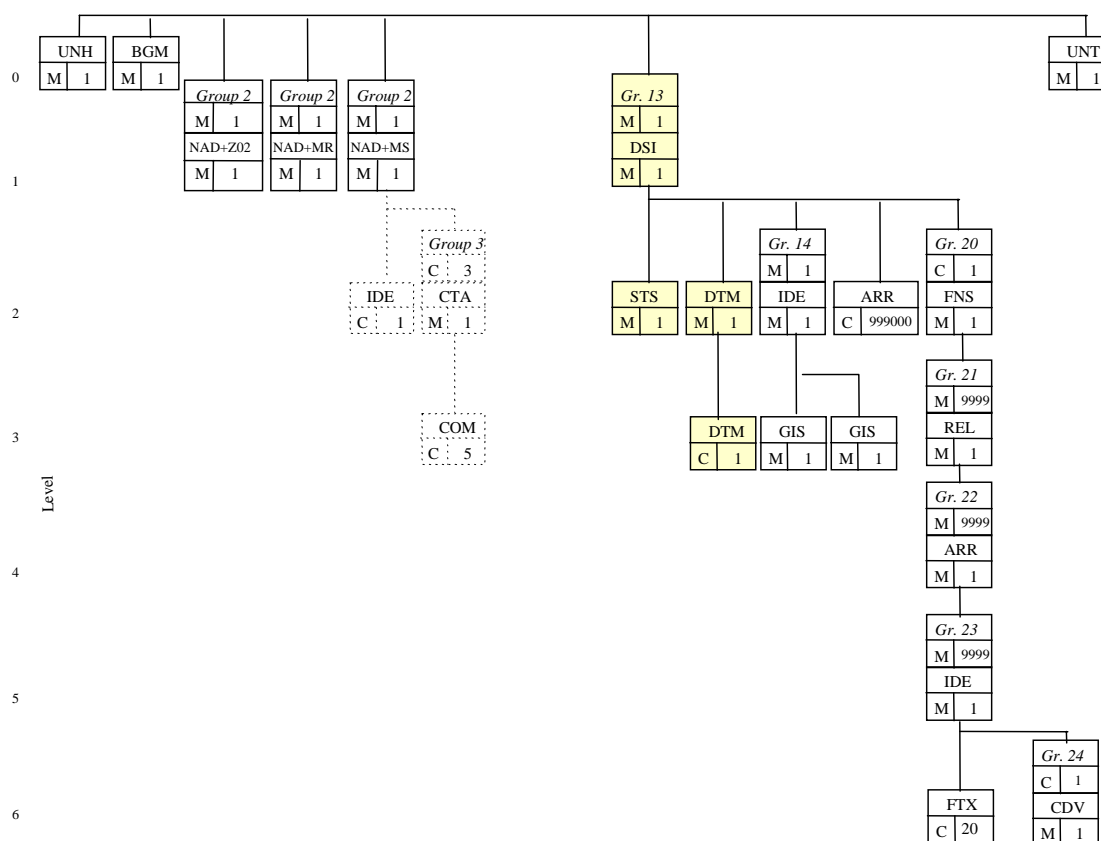 UNH BGM UNT
M 1 M 1 M 1
0
Group 2 Group 2 Group 2 Gr. 13
M 1 M 1 M 1 M 1
NAD+Z02 NAD+MR NAD+MS DSI
M 1 M 1 M 1 M 1
1
Group 3 Gr. 14 Gr. 20
C 3 M 1 C 1
IDE CTA STS DTM IDE ARR FNS
C 1 M 1 M 1 M 1 M 1 C 999000 M 1
2
Gr. 21
M 9999
COM DTM GIS GIS REL
C 5 C 1 M 1 M 1 M 1
3
Level
Gr. 22
M 9999
ARR
M 1
4
Gr. 23
M 9999
IDE
M 1
5
Gr. 24
C 1
FTX CDV
C 20 M 1
6